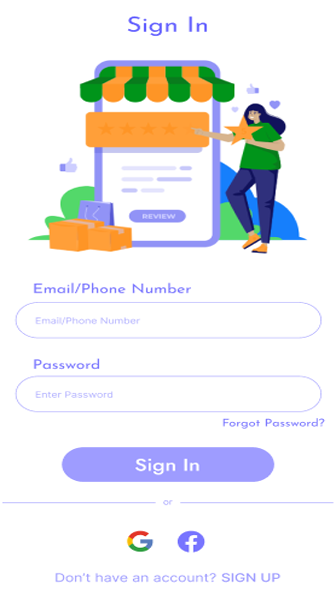 Sign In
REVIEW
Email/Phone Number
Email/Phone Number
Password
Enter Password
Forgot Password?
Sign In
or
Don't have an account? SIGN UP